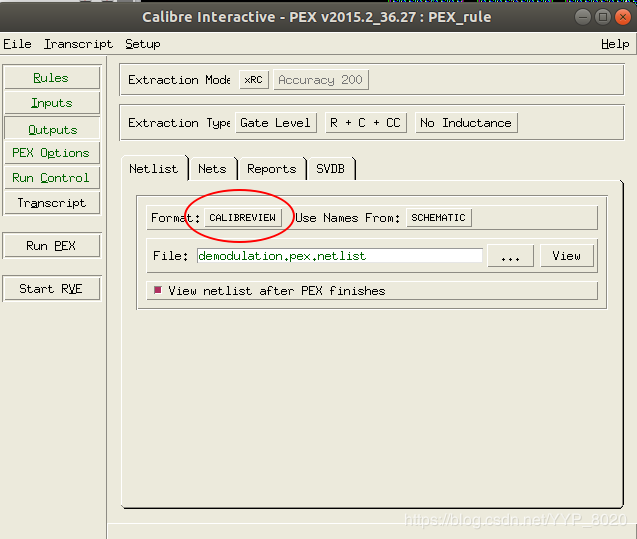 Calibre Interactive - PEX v2015.2_36.27 : PEX_rule
File Transcript Setup Help
Rules
Inputs
Outputs
PEX Options
Run Control
Transcript
Run PEX
Start RVE
Extraction Mode xRC Accuracy 200
Extraction Type Gate Level R + C + CC No Inductance
Netlist Nets Reports SVDB
Format: CALIBREVIEW Use Names From: SCHEMATIC
File: demodulation.pex.netlist ... View
View netlist after PEX finishes
https://blog.csdn.net/YYP_8020